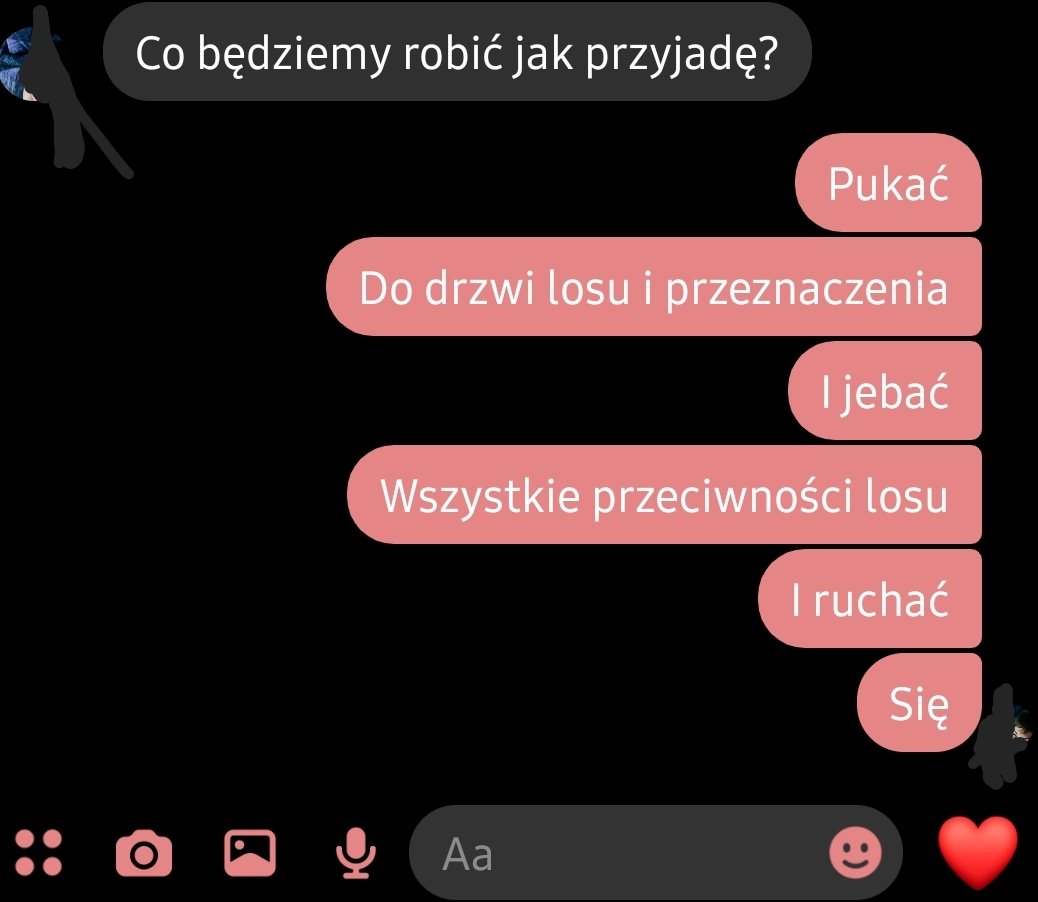 Co będziemy robić jak przyjadę?
Pukać
Do drzwi losu i przeznaczenia
I jebać
Wszystkie przeciwności losu
I ruchać
Się
Aa